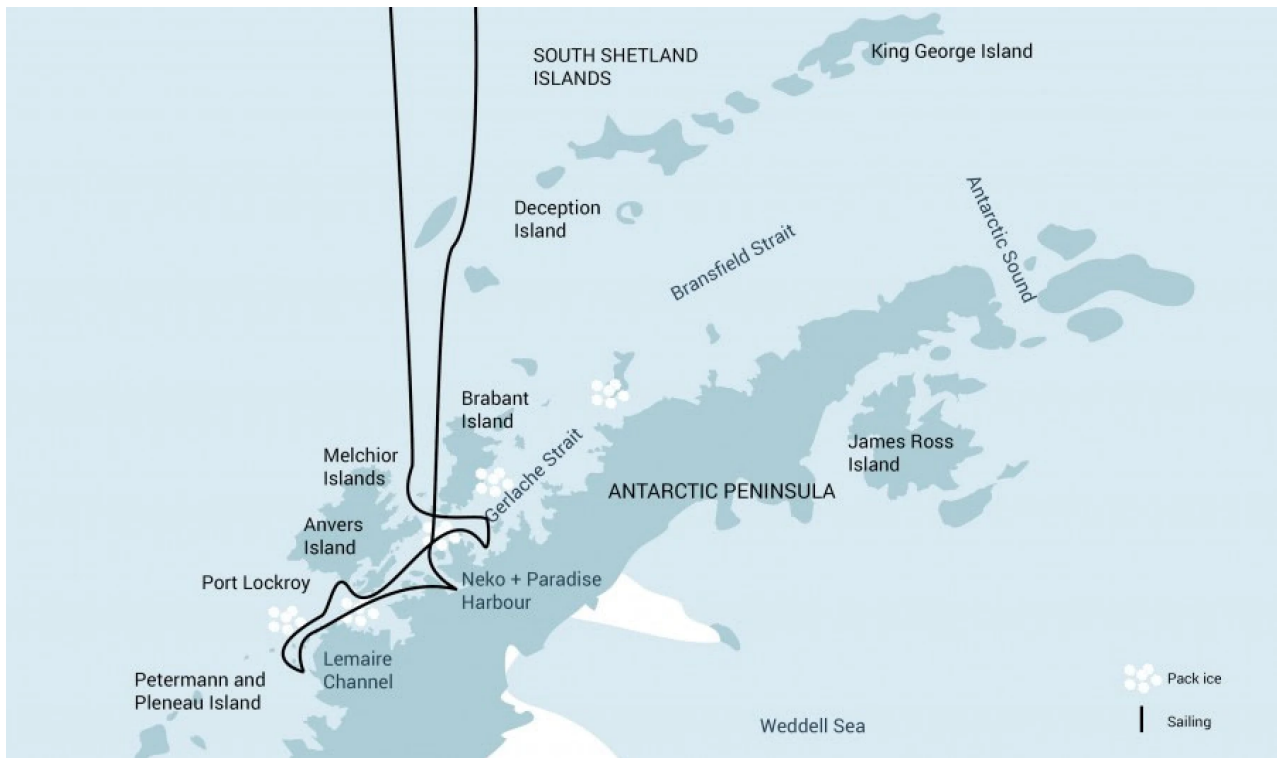 SOUTH SHETLAND
ISLANDS
King George Island
Deception
Island
Antarctic Sound
Bransfield Strait
Brabant
Island
Gerlache Strait
Melchior
Islands
James Ross
Island
ANTARCTIC PENINSULA
Anvers
Island
Port Lockroy
Neko + Paradise
Harbour
Lemaire
Channel
Petermann and
Pleneau Island
Weddell Sea
Pack ice
Sailing